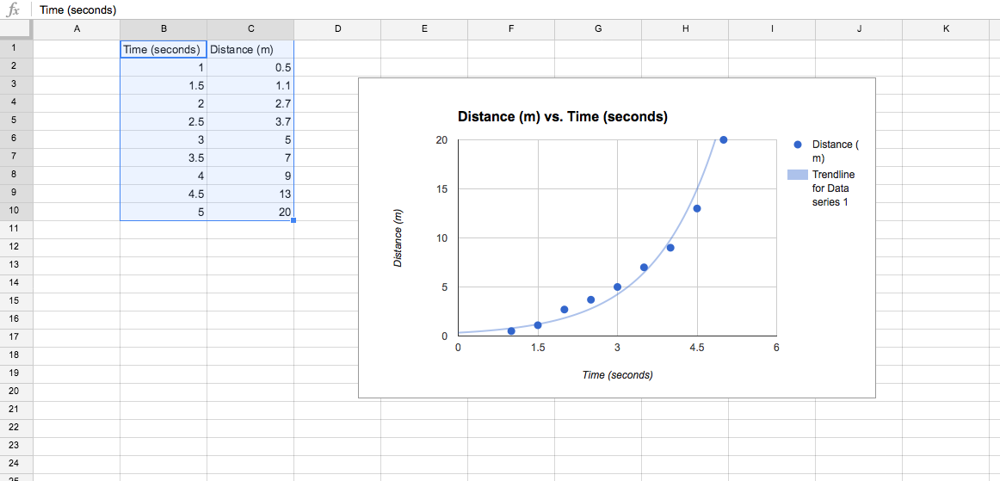 fx Time (seconds)
A B C D E F G H I J K
1 Time (seconds) Distance (m)
2 1 0.5
3 1.5 1.1
4 2 2.7
5 2.5 3.7
6 3 5
7 3.5 7
8 4 9
9 4.5 13
10 5 20
11
12
13
14
15
16
17
18
19
20
21
22
23
24
25
Distance (m) vs. Time (seconds)
20
15
10
5
0
Distance (m)
0 1.5 3 4.5 6
Time (seconds)
Distance (
m)
Trendline
for Data
series 1